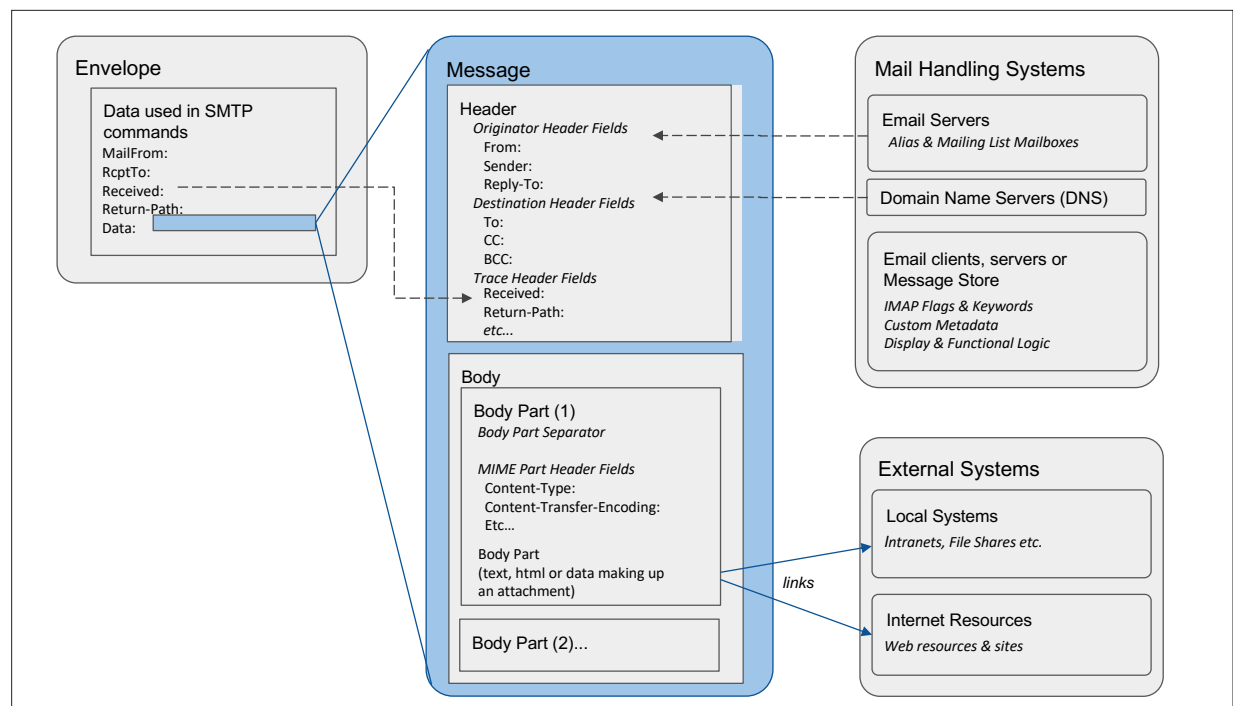 Envelope
Data used in SMTP
commands
MailFrom:
RcptTo:
Received:
Return-Path:
Data:
Message
Header
Originator Header Fields
From:
Sender:
Reply-To:
Destination Header Fields
To:
CC:
BCC:
Trace Header Fields
Received:
Return-Path:
etc...
Body
Body Part (1)
Body Part Separator
MIME Part Header Fields
Content-Type:
Content-Transfer-Encoding:
Etc...
Body Part
(text, html or data making up
an attachment)
Body Part (2)...
links
Mail Handling Systems
Email Servers
Alias & Mailing List Mailboxes
Domain Name Servers (DNS)
Email clients, servers or
Message Store
IMAP Flags & Keywords
Custom Metadata
Display & Functional Logic
External Systems
Local Systems
Intranets, File Shares etc.
Internet Resources
Web resources & sites